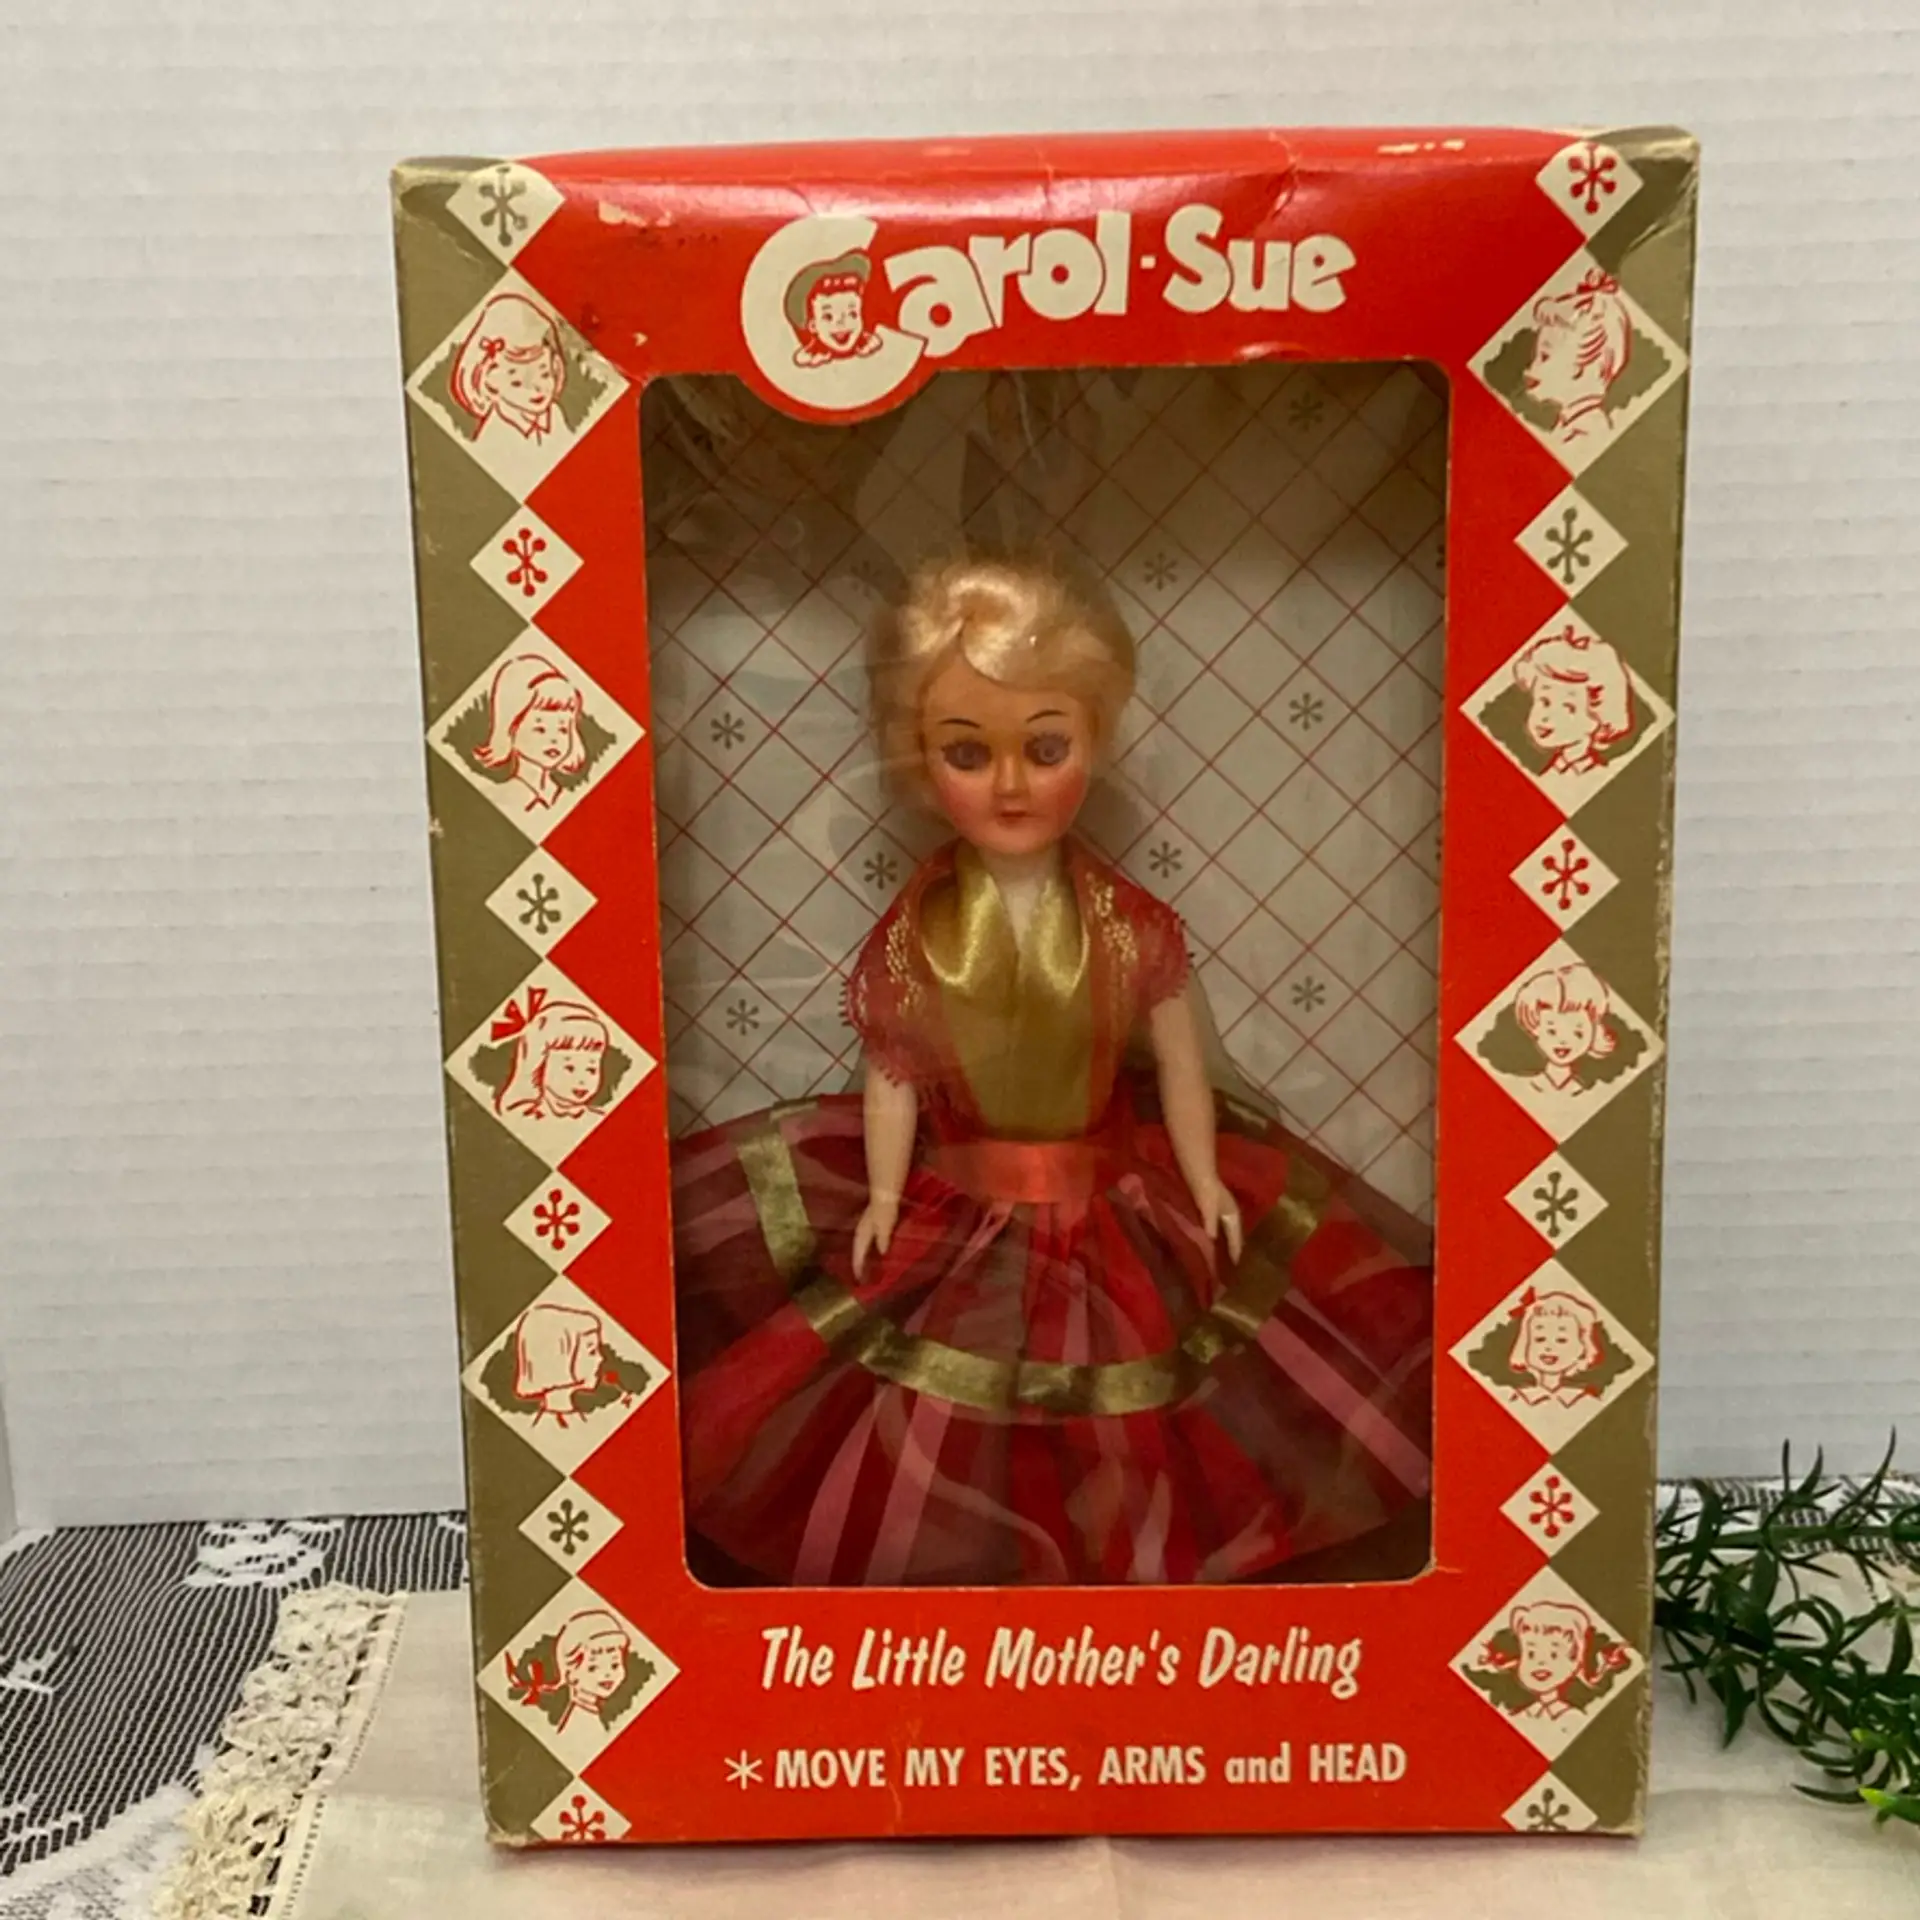 Carol-Sue
The Little Mother's Darling
* MOVE MY EYES, ARMS and HEAD